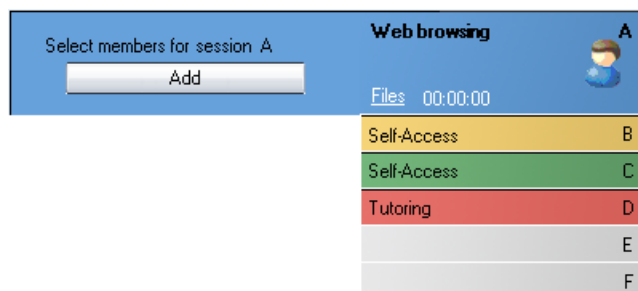 Select members for session A
Add
Web browsing A
Files 00:00:00
Self-Access B
Self-Access C
Tutoring D
E
F